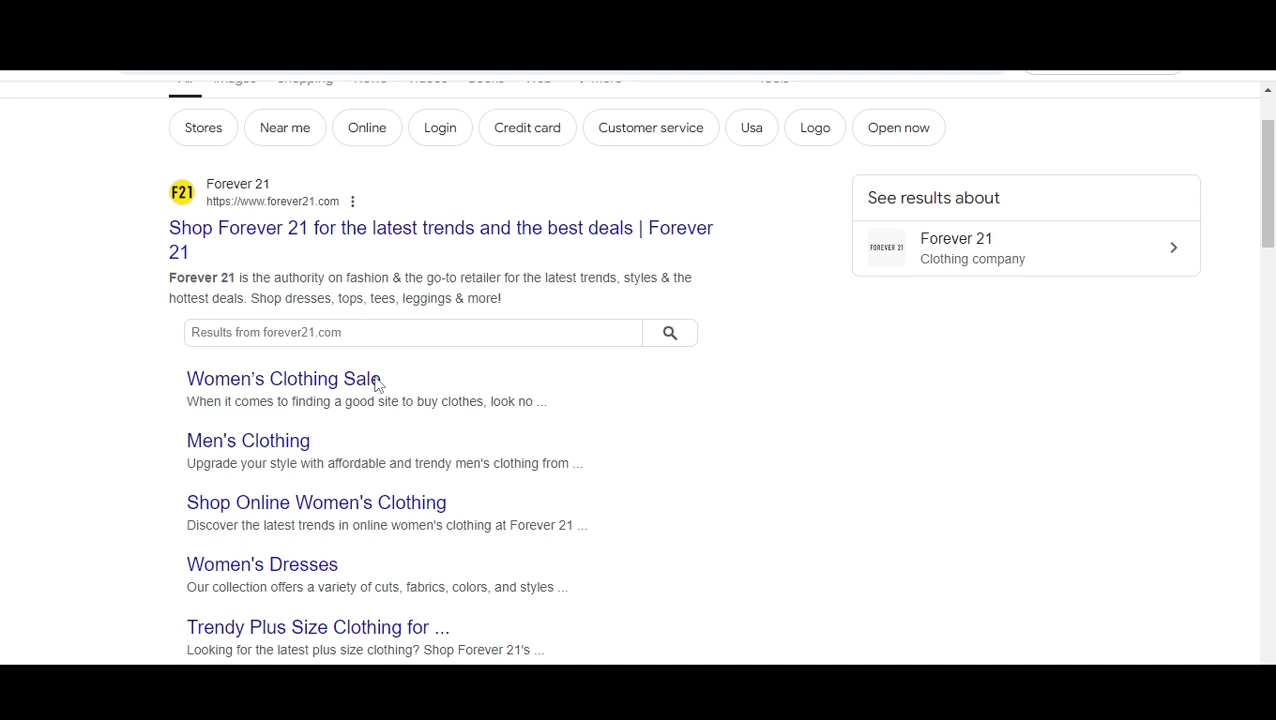 Stores Near me Online Login Credit card Customer service Usa Logo Open now
F21
Forever 21
https://www.forever21.com
Shop Forever 21 for the latest trends and the best deals | Forever
21
Forever 21 is the authority on fashion & the go-to retailer for the latest trends, styles & the
hottest deals. Shop dresses, tops, tees, leggings & more!
Results from forever21.com
Women's Clothing Sale
When it comes to finding a good site to buy clothes, look no ...
Men's Clothing
Upgrade your style with affordable and trendy men's clothing from ...
Shop Online Women's Clothing
Discover the latest trends in online women's clothing at Forever 21 ...
Women's Dresses
Our collection offers a variety of cuts, fabrics, colors, and styles ...
Trendy Plus Size Clothing for ...
Looking for the latest plus size clothing? Shop Forever 21's ...
See results about
FOREVER 21
Forever 21
Clothing company